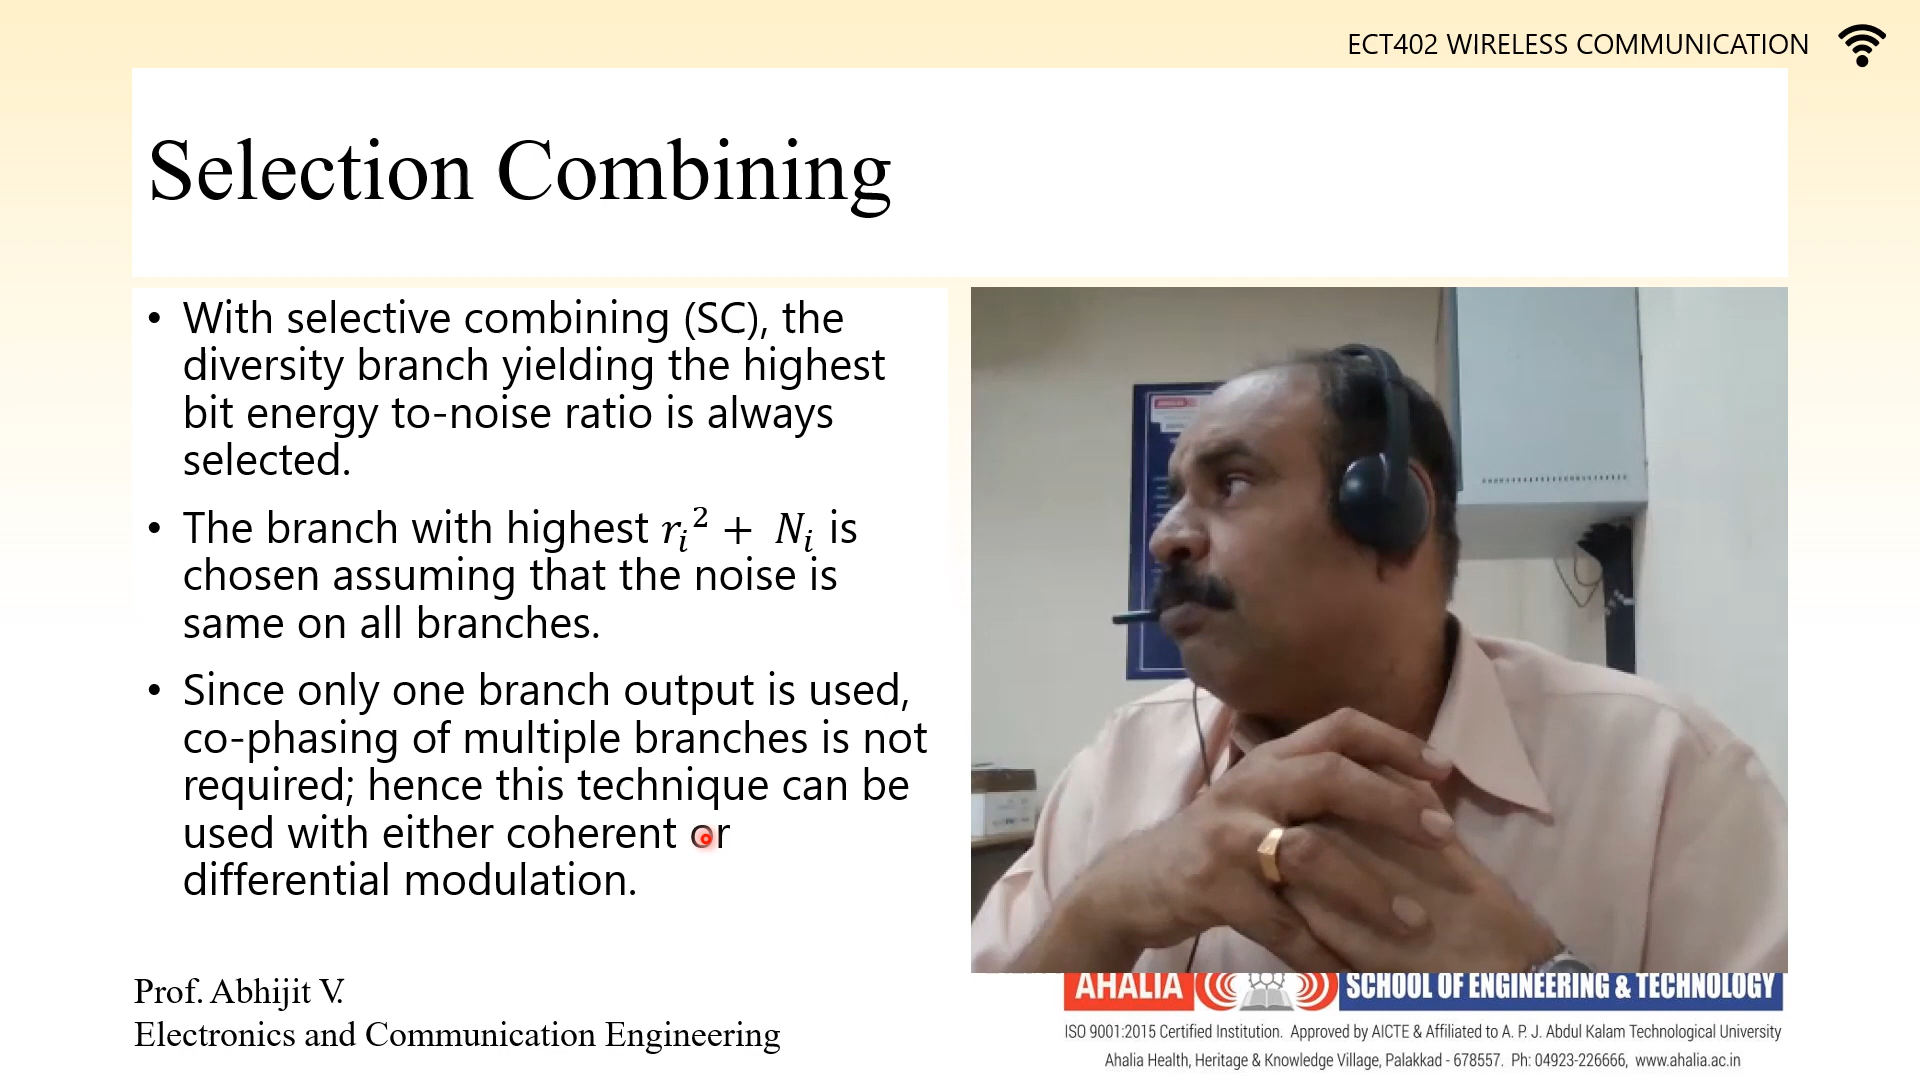 ECT402 WIRELESS COMMUNICATION
Selection Combining
• With selective combining (SC), the
diversity branch yielding the highest
bit energy to-noise ratio is always
selected.
• The branch with highest rᵢ² + Nᵢ is
chosen assuming that the noise is
same on all branches.
• Since only one branch output is used,
co-phasing of multiple branches is not
required; hence this technique can be
used with either coherent or
differential modulation.
Prof. Abhijit V.
Electronics and Communication Engineering
AHALIA SCHOOL OF ENGINEERING & TECHNOLOGY
ISO 9001:2015 Certified Institution. Approved by AICTE & Affiliated to A. P. J. Abdul Kalam Technological University
Ahalia Health, Heritage & Knowledge Village, Palakkad - 678557. Ph: 04923-226666, www.ahalia.ac.in